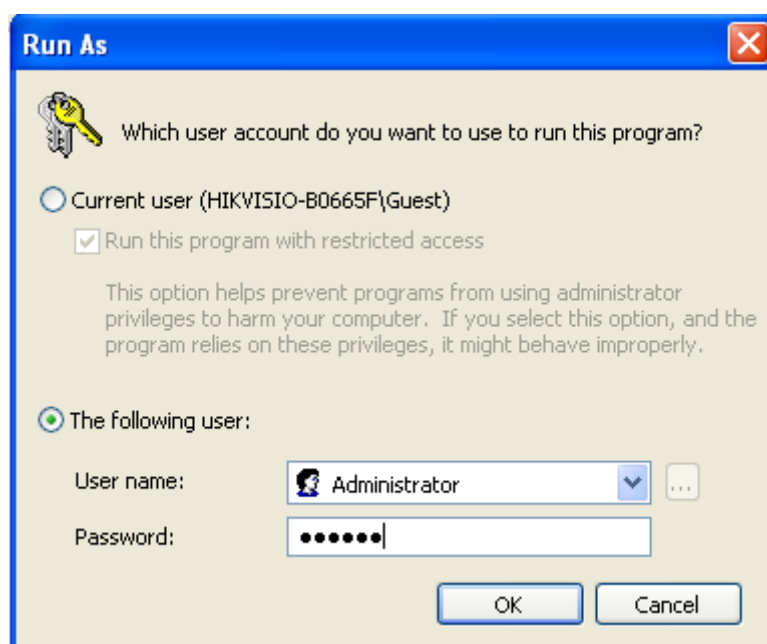 Run As
Which user account do you want to use to run this program?
Current user (HIKVISIO-B0665F\Guest)
Run this program with restricted access
This option helps prevent programs from using administrator
privileges to harm your computer. If you select this option, and the
program relies on these privileges, it might behave improperly.
The following user:
User name:
Administrator
...
Password:
••••••
OK
Cancel